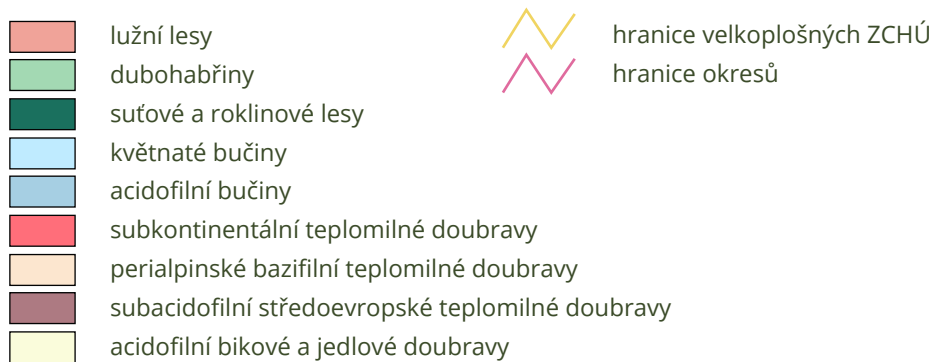 lužní lesy
dubohabřiny
suťové a roklinové lesy
květnaté bučiny
acidofilní bučiny
subkontinentální teplomilné doubravy
perialpinské bazifilní teplomilné doubravy
subacidofilní středoevropské teplomilné doubravy
acidofilní bikové a jedlové doubravy
hranice velkoplošných ZCHÚ
hranice okresů